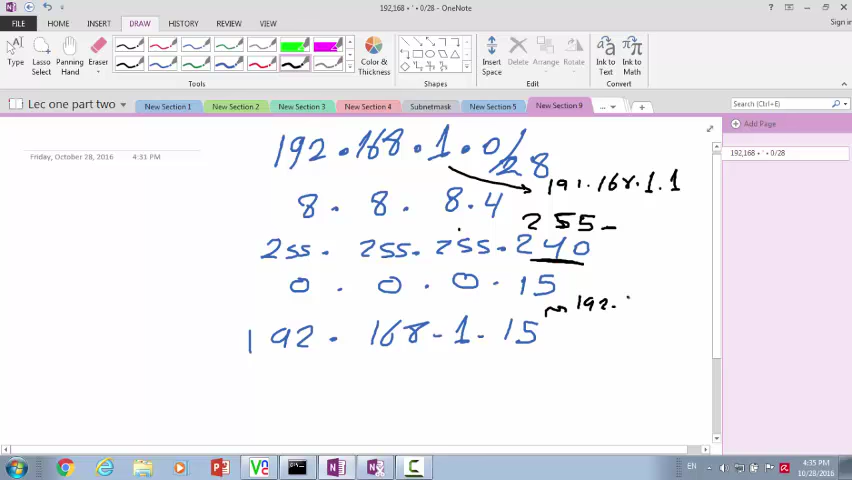 192,168 • ' • 0/28 - OneNote
Sign in
FILE HOME INSERT DRAW HISTORY REVIEW VIEW
Type
Lasso Select
Panning Hand
Eraser
Color & Thickness
Insert Space
Delete
Arrange
Ink to Text
Ink to Math
Tools
Shapes
Edit
Convert
Lec one part two
New Section 1 New Section 2 New Section 3 New Section 4 Subnetmask New Section 5 New Section 9
Search (Ctrl+E)
Add Page
192,168 • ' • 0/28
Friday, October 28, 2016 4:31 PM
192.168.1.0/28
192.168.1.1
8. 8. 8.4
255-
255. 255. 255.240
0. 0. 0. 15
192.
192. 168-1-15
EN
4:35 PM
10/28/2016